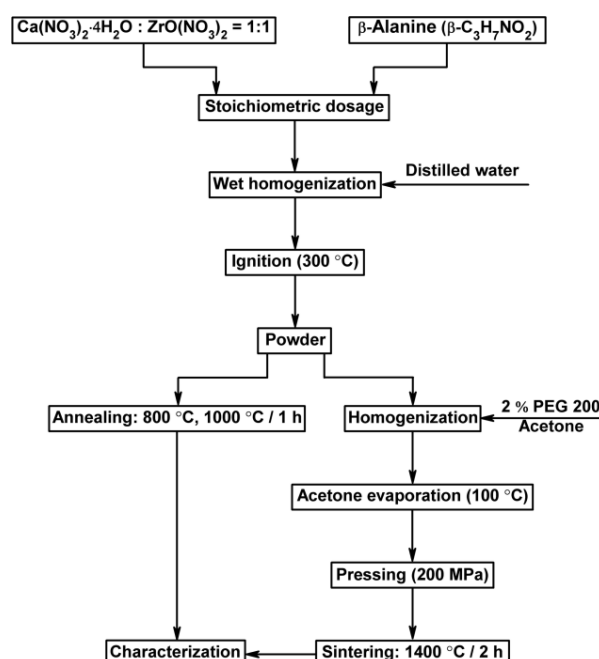 Ca(NO₃)₂·4H₂O : ZrO(NO₃)₂ = 1:1
β-Alanine (β-C₃H₇NO₂)
Stoichiometric dosage
Wet homogenization
Distilled water
Ignition (300 °C)
Powder
Annealing: 800 °C, 1000 °C / 1 h
Homogenization
2 % PEG 200
Acetone
Acetone evaporation (100 °C)
Pressing (200 MPa)
Characterization
Sintering: 1400 °C / 2 h